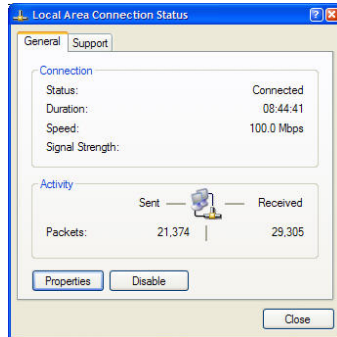 Local Area Connection Status
General Support
Connection
Status: Connected
Duration: 08:44:41
Speed: 100.0 Mbps
Signal Strength:
Activity
Sent Received
Packets: 21,374 29,305
Properties Disable
Close